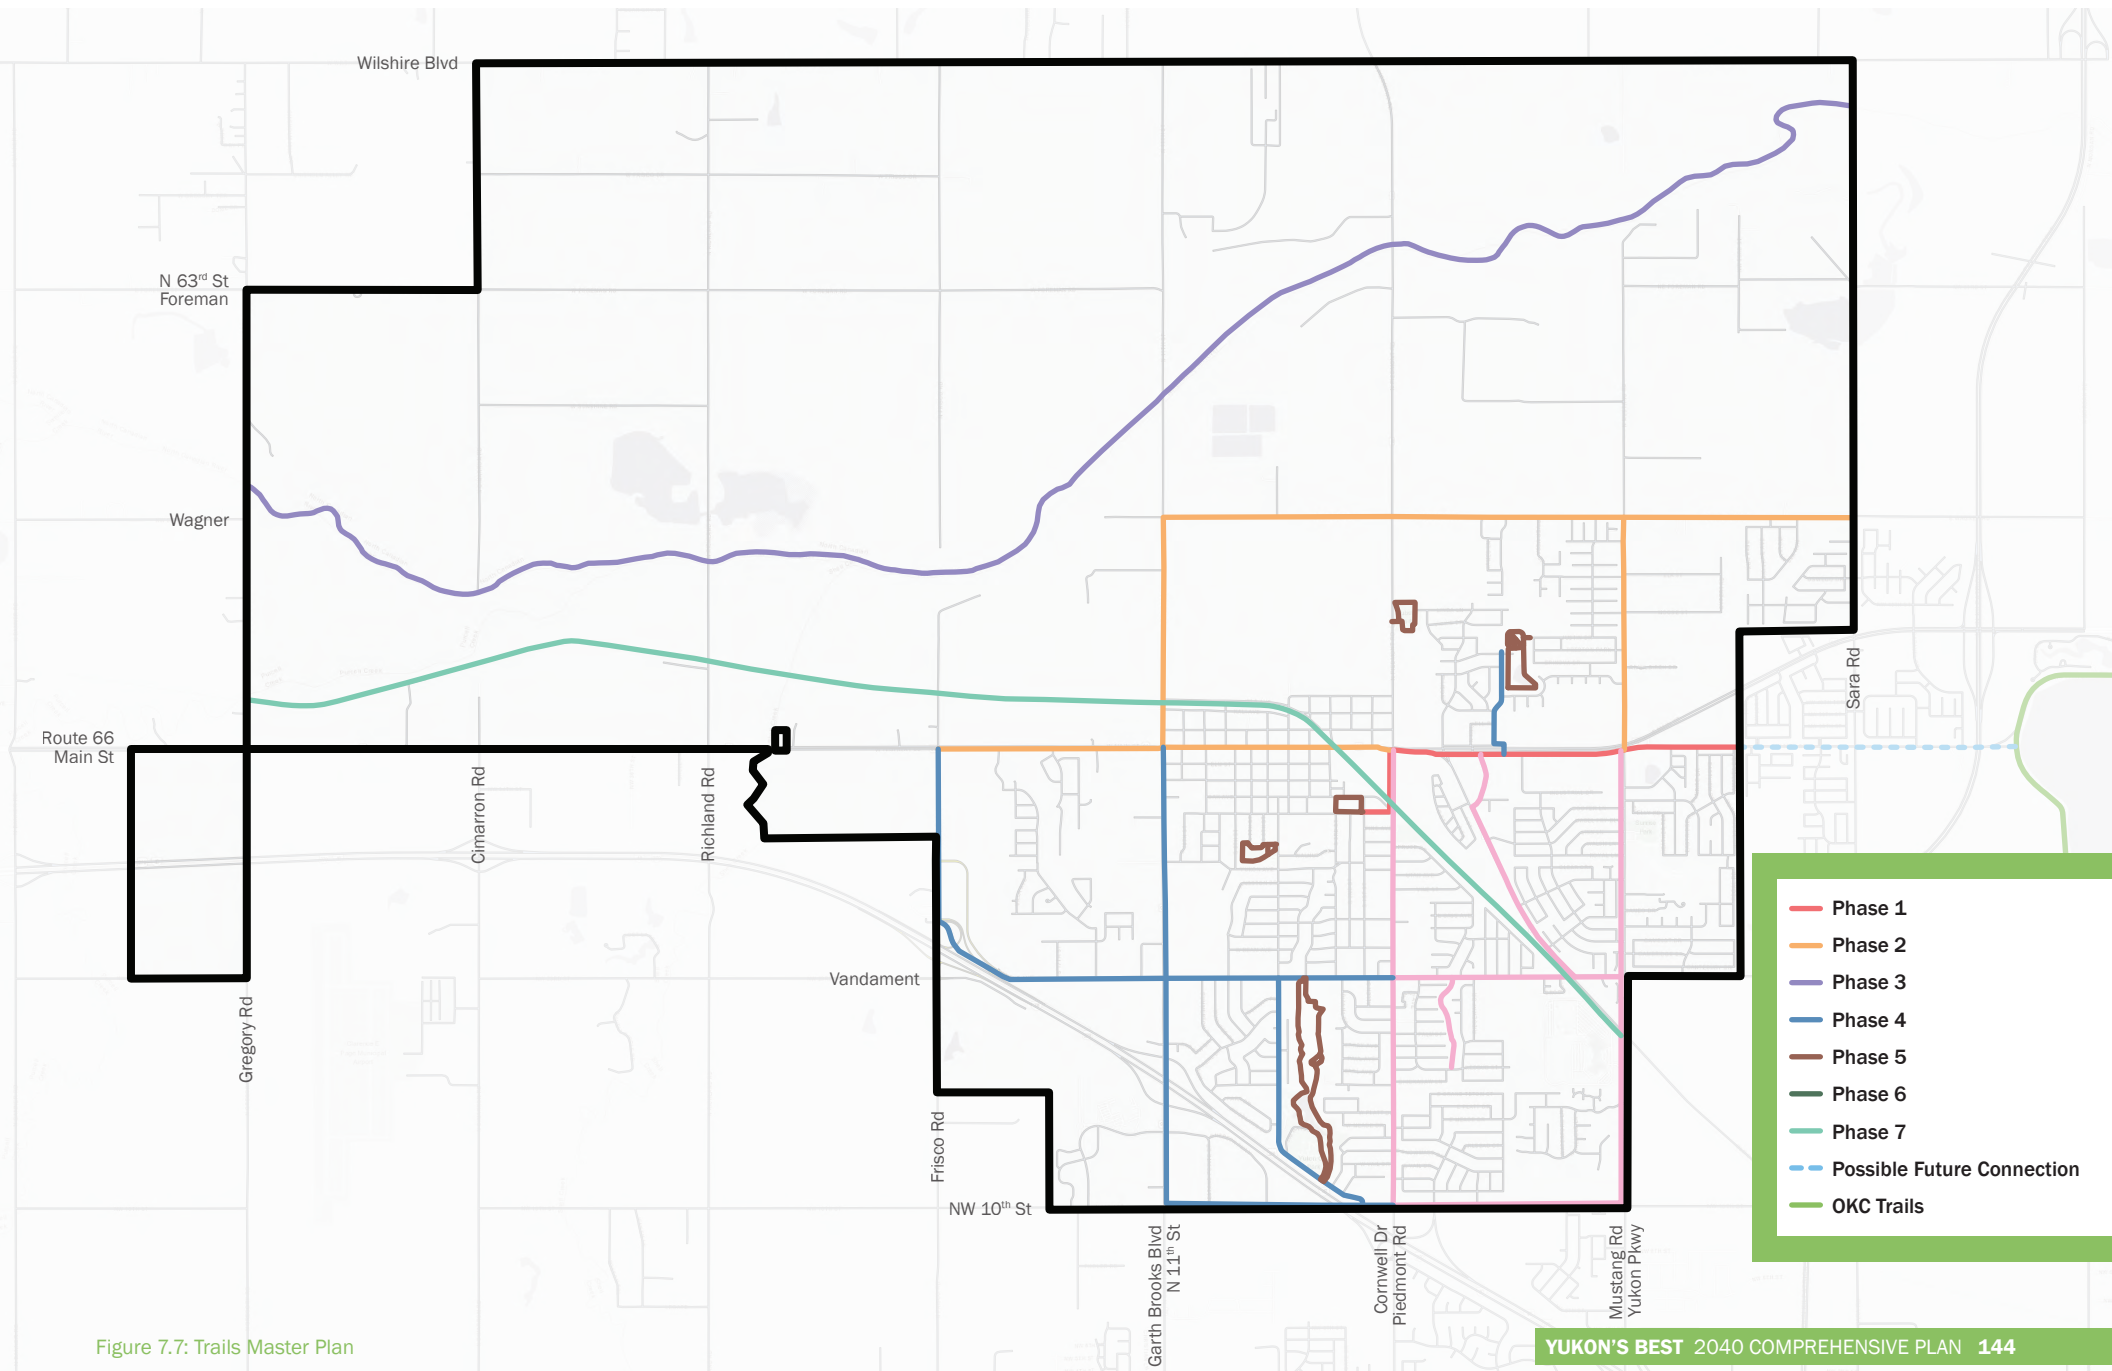 Wilshire Blvd
N 63rd St
Foreman
Wagner
Route 66
Main St
Cimarron Rd
Richland Rd
Sara Rd
Vandament
Gregory Rd
Frisco Rd
NW 10th St
Garth Brooks Blvd
N 11th St
Cornwell Dr
Piedmont Rd
Mustang Rd
Yukon Pkwy
Phase 1
Phase 2
Phase 3
Phase 4
Phase 5
Phase 6
Phase 7
Possible Future Connection
OKC Trails
Figure 7.7: Trails Master Plan
YUKON'S BEST 2040 COMPREHENSIVE PLAN 144